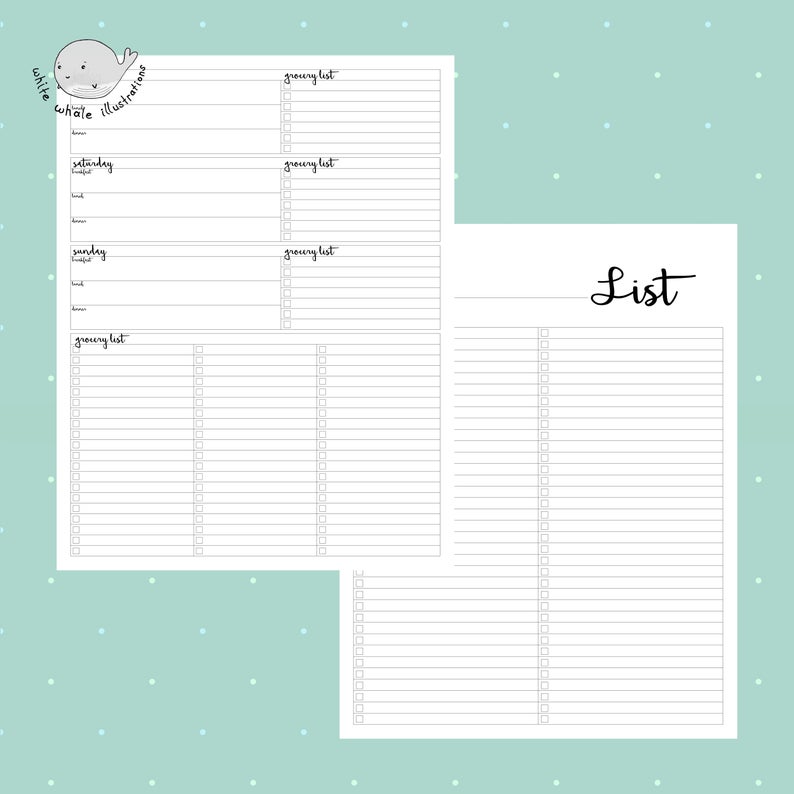 white whale illustrations
grocery list
lunch
dinner
saturday
grocery list
breakfast
lunch
dinner
sunday
grocery list
breakfast
lunch
dinner
grocery list
List